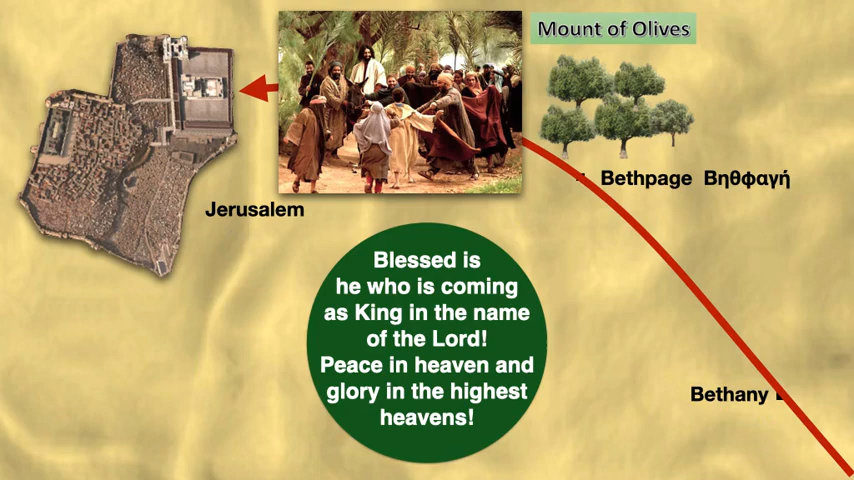 Mount of Olives
Bethpage Βηθφαγή
Jerusalem
Blessed is
he who is coming
as King in the name
of the Lord!
Peace in heaven and
glory in the highest
heavens!
Bethany